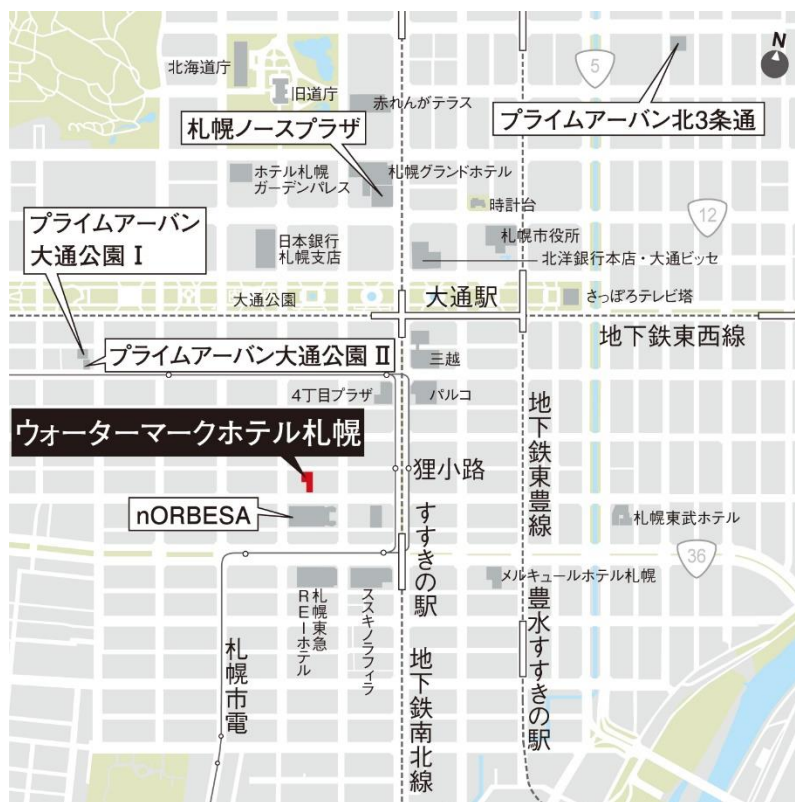 N
北海道庁
旧道庁
赤れんがテラス
5
プライムアーバン北3条通
札幌ノースプラザ
ホテル札幌
ガーデンパレス
札幌グランドホテル
時計台
12
プライムアーバン
大通公園 I
日本銀行
札幌支店
札幌市役所
北洋銀行本店・大通ビッセ
大通公園
大通駅
さっぽろテレビ塔
地下鉄東西線
プライムアーバン大通公園 II
三越
4丁目プラザ
パルコ
ウォーターマークホテル札幌
狸小路
地下鉄東豊線
nORBESA
すすきの駅
札幌東武ホテル
36
メルキュールホテル札幌
札幌東急
REIホテル
ススキノラフィラ
豊水すすきの駅
札幌市電
地下鉄南北線